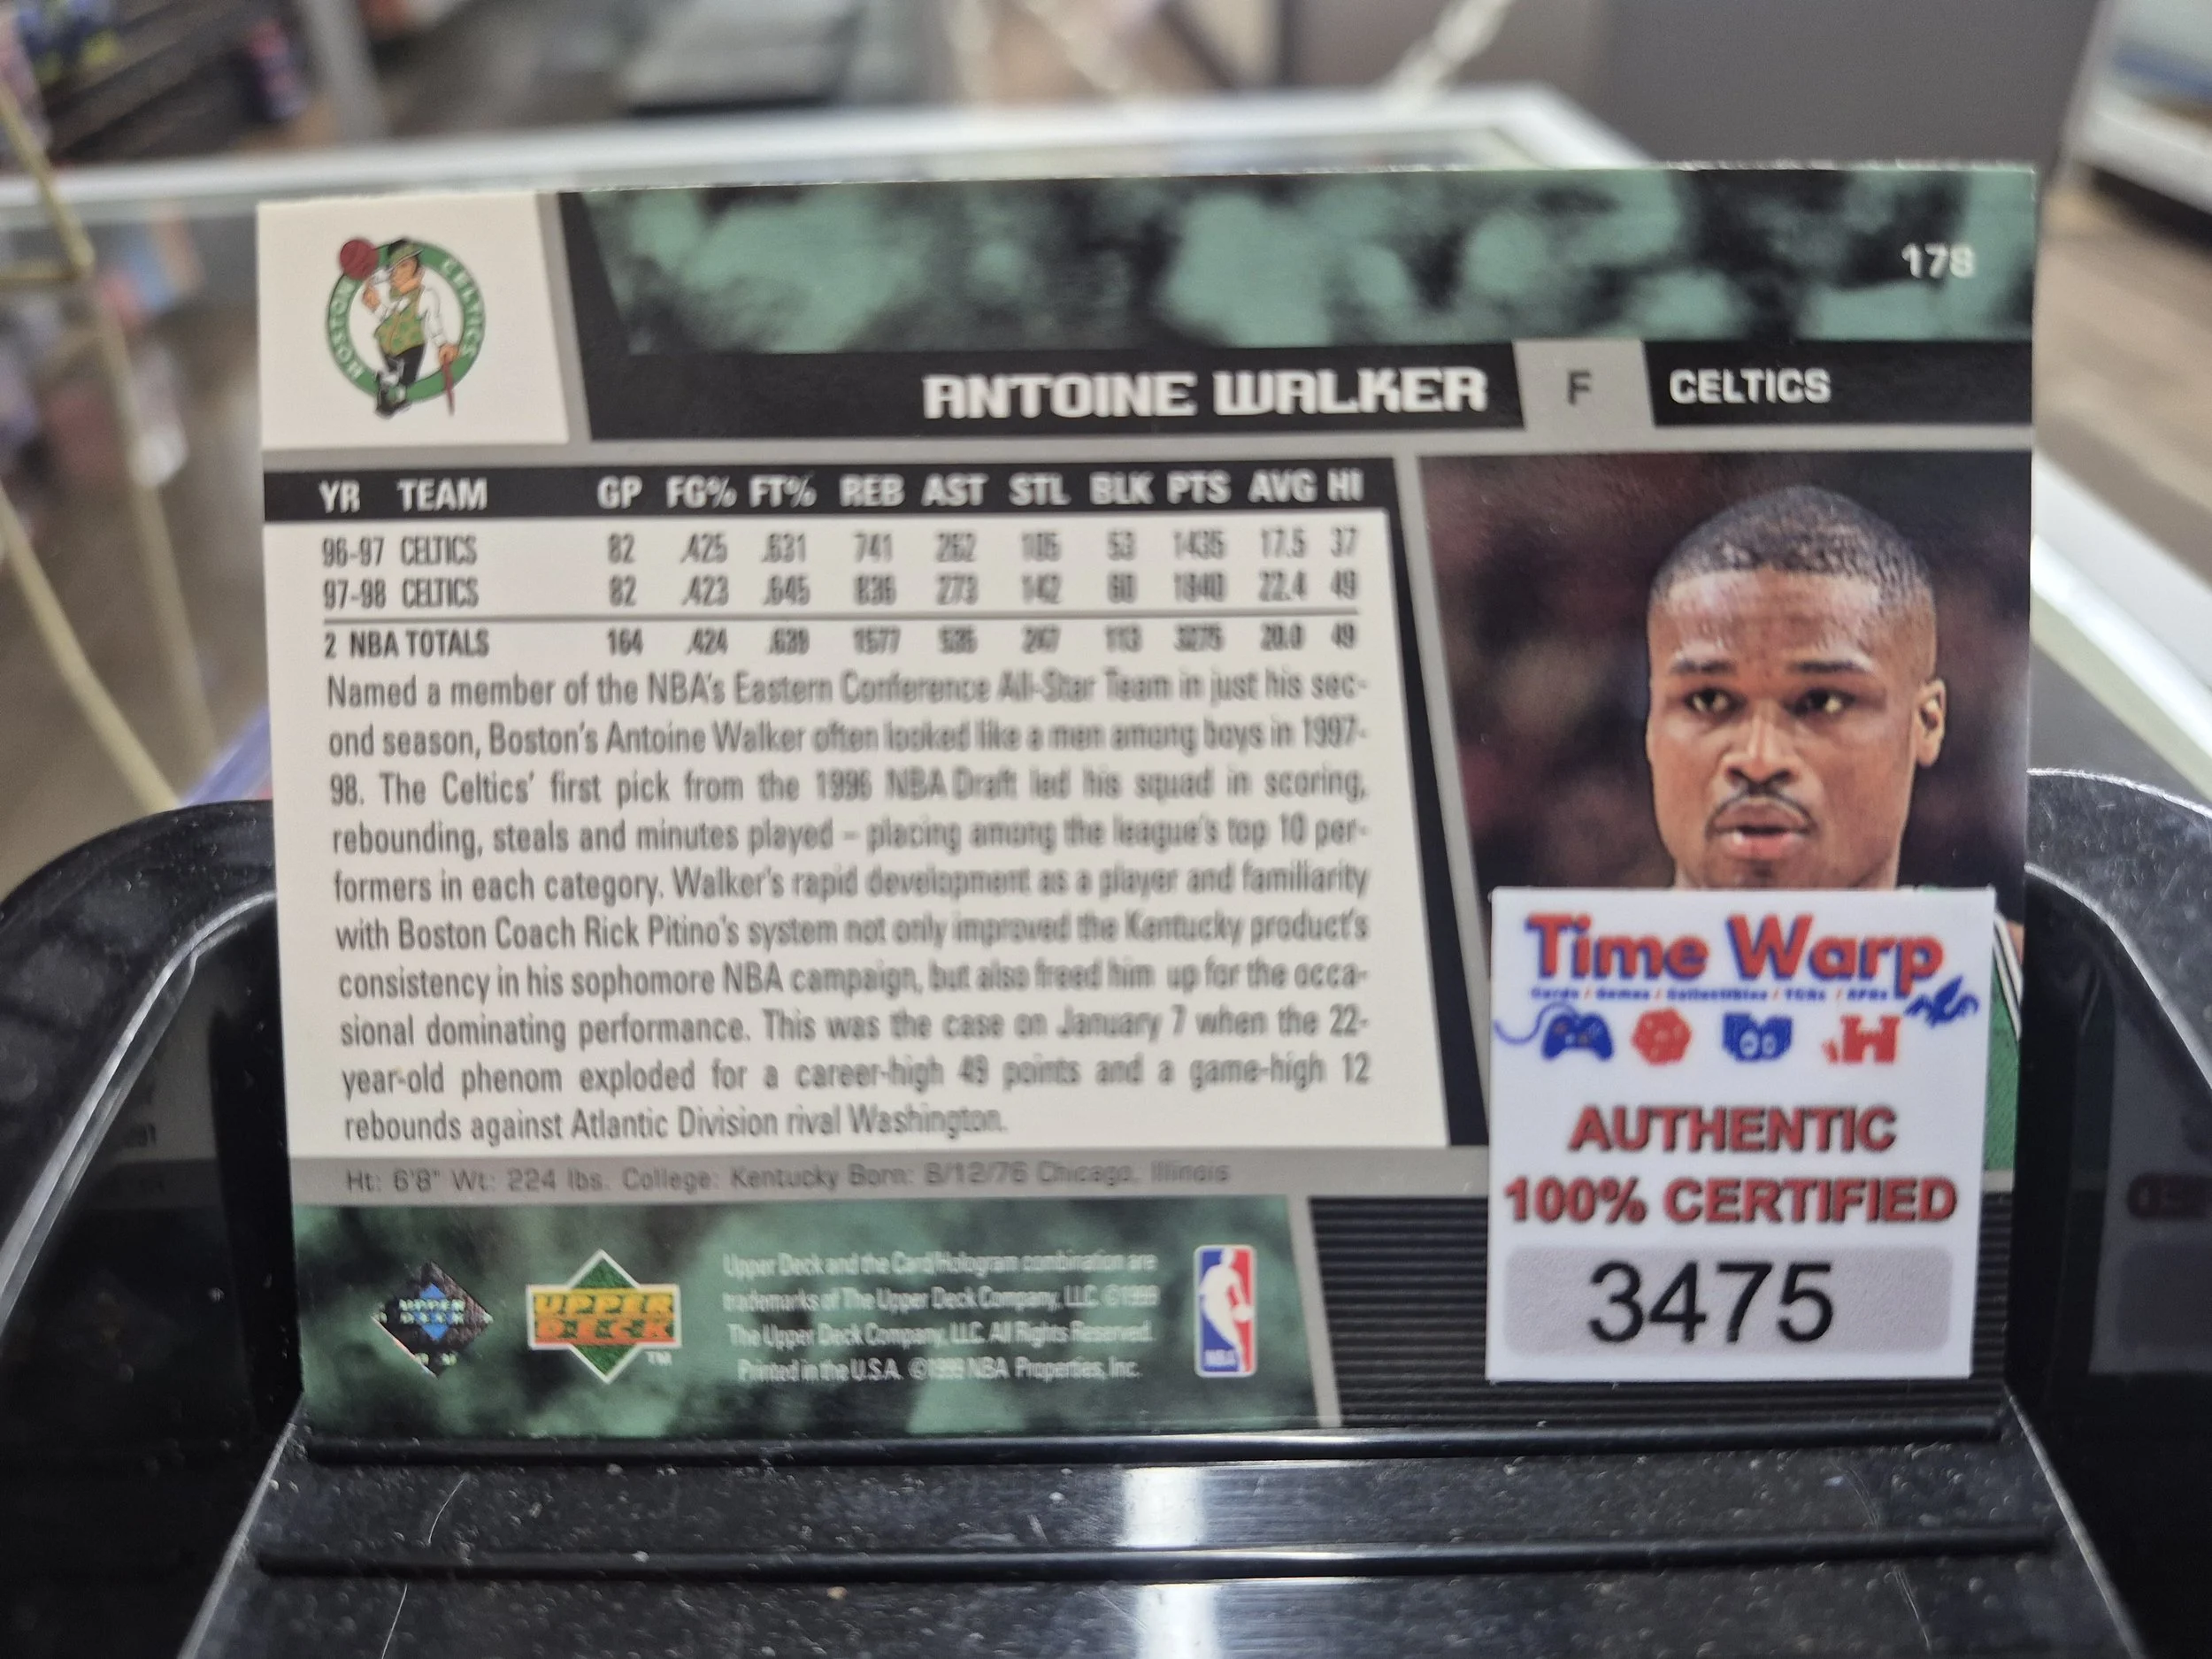 BOSTON CELTICS
178
ANTOINE WALKER F CELTICS
YR TEAM GP FG% FT% REB AST STL BLK PTS AVG HI
96-97 CELTICS 82 .425 .631 741 262 105 53 1435 17.5 37
97-98 CELTICS 82 .423 .645 836 273 142 60 1840 22.4 49
2 NBA TOTALS 164 .424 .639 1577 535 247 113 3275 20.0 49
Named a member of the NBA's Eastern Conference All-Star Team in just his sec-
ond season, Boston's Antoine Walker often looked like a man among boys in 1997-
98. The Celtics' first pick from the 1996 NBA Draft led his squad in scoring,
rebounding, steals and minutes played – placing among the league's top 10 per-
formers in each category. Walker's rapid development as a player and familiarity
with Boston Coach Rick Pitino's system not only improved the Kentucky product's
consistency in his sophomore NBA campaign, but also freed him up for the occa-
sional dominating performance. This was the case on January 7 when the 22-
year-old phenom exploded for a career-high 49 points and a game-high 12
rebounds against Atlantic Division rival Washington.
Ht: 6'8" Wt: 224 lbs. College: Kentucky Born: 8/12/76 Chicago, Illinois
UPPER DECK
UPPER DECK TM
Upper Deck and the Card/Hologram combination are
trademarks of The Upper Deck Company, LLC. ©1999
The Upper Deck Company, LLC. All Rights Reserved.
Printed in the U.S.A. ©1999 NBA Properties, Inc.
NBA
Time Warp
Cards / Games / Collectibles / TCGs / RPGs
AUTHENTIC
100% CERTIFIED
3475